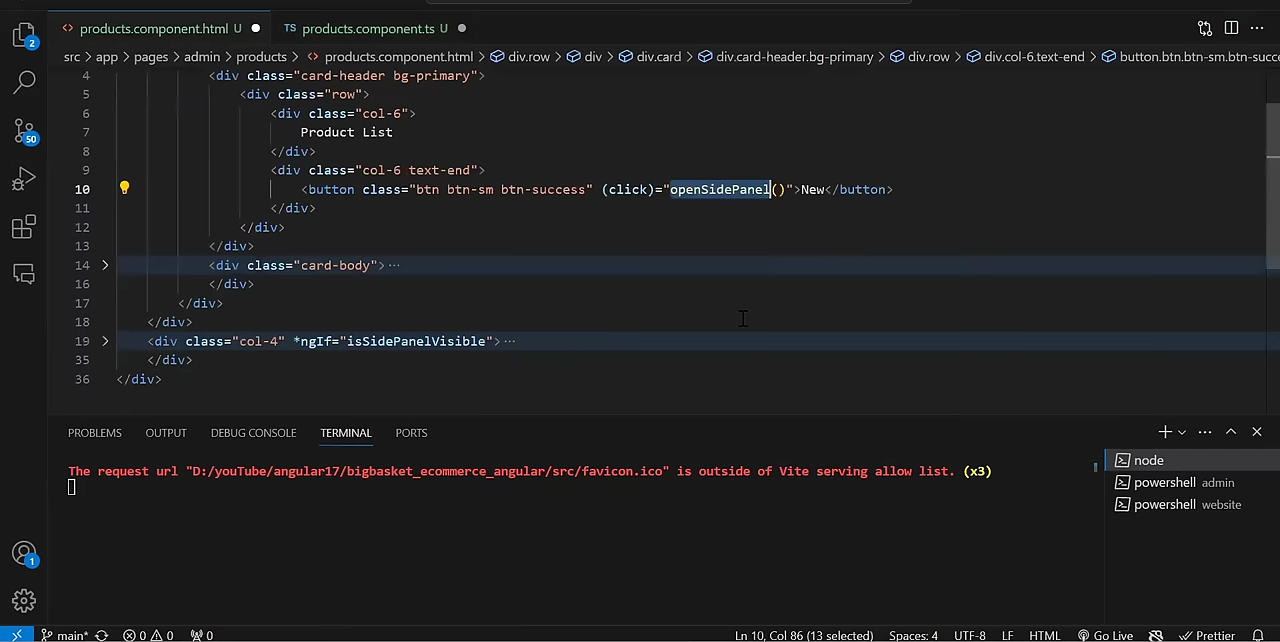 products.component.html U
TS products.component.ts U
src > app > pages > admin > products > products.component.html > div.row > div > div.card > div.card-header.bg-primary > div.row > div.col-6.text-end > button.btn.btn-sm.btn-succe
4 <div class="card-header bg-primary">
5 <div class="row">
6 <div class="col-6">
7 Product List
8 </div>
9 <div class="col-6 text-end">
10 <button class="btn btn-sm btn-success" (click)="openSidePanel()">New</button>
11 </div>
12 </div>
13 </div>
14 <div class="card-body">···
16 </div>
17 </div>
18 </div>
19 <div class="col-4" *ngIf="isSidePanelVisible">···
35 </div>
36 </div>
PROBLEMS OUTPUT DEBUG CONSOLE TERMINAL PORTS
The request url "D:/youTube/angular17/bigbasket_ecommerce_angular/src/favicon.ico" is outside of Vite serving allow list. (x3)
node
powershell admin
powershell website
2
50
1
main* 0 0 0 Ln 10, Col 86 (13 selected) Spaces: 4 UTF-8 LF HTML Go Live Prettier